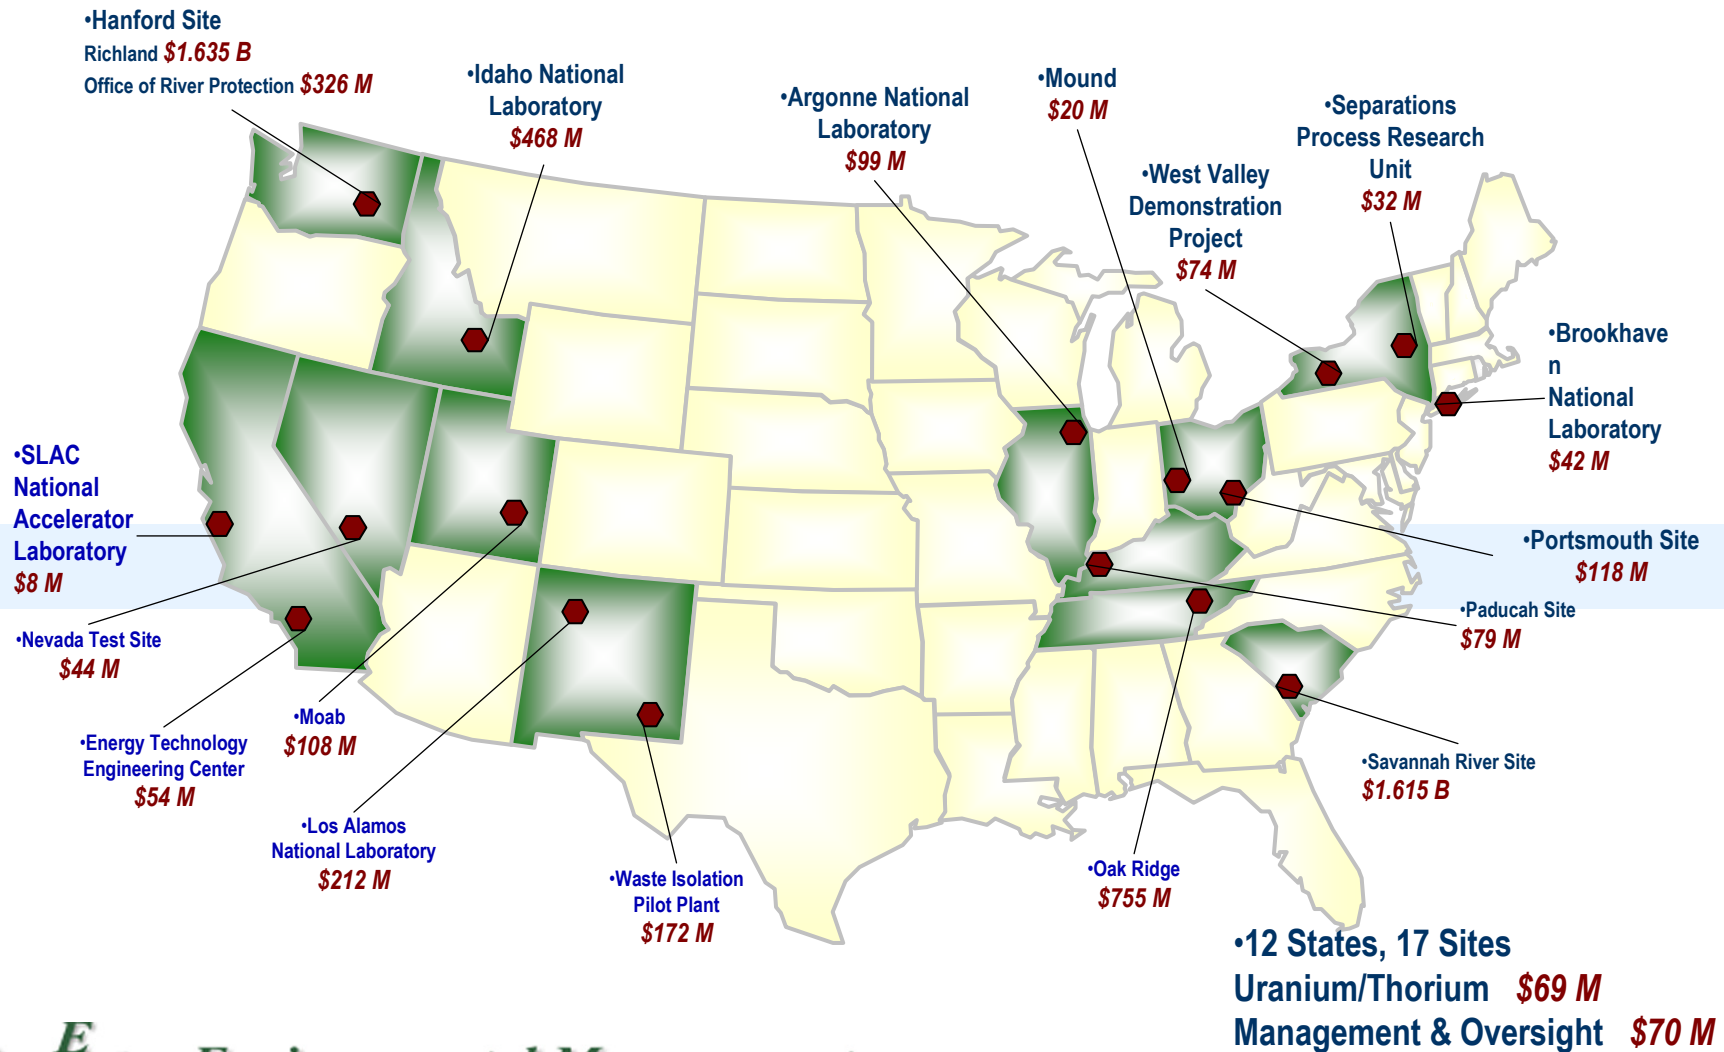 •Hanford Site
Richland $1.635 B
Office of River Protection $326 M
•Idaho National
Laboratory
$468 M
•Argonne National
Laboratory
$99 M
•Mound
$20 M
•Separations
Process Research
Unit
$32 M
•West Valley
Demonstration
Project
$74 M
•Brookhave
n
National
Laboratory
$42 M
•SLAC
National
Accelerator
Laboratory
$8 M
•Portsmouth Site
$118 M
•Paducah Site
$79 M
•Nevada Test Site
$44 M
•Moab
$108 M
•Energy Technology
Engineering Center
$54 M
•Savannah River Site
$1.615 B
•Los Alamos
National Laboratory
$212 M
•Waste Isolation
Pilot Plant
$172 M
•Oak Ridge
$755 M
•12 States, 17 Sites
Uranium/Thorium $69 M
Management & Oversight $70 M
E